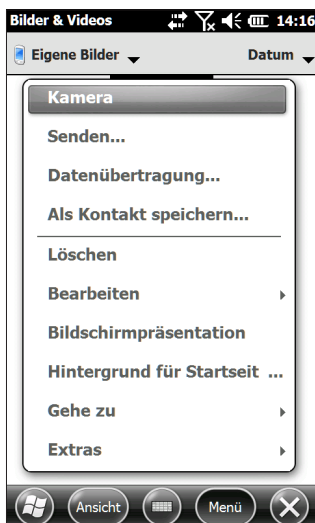 Bilder & Videos 14:16
Eigene Bilder Datum
Kamera
Senden...
Datenübertragung...
Als Kontakt speichern...
Löschen
Bearbeiten
Bildschirmpräsentation
Hintergrund für Startseit ...
Gehe zu
Extras
Ansicht Menü